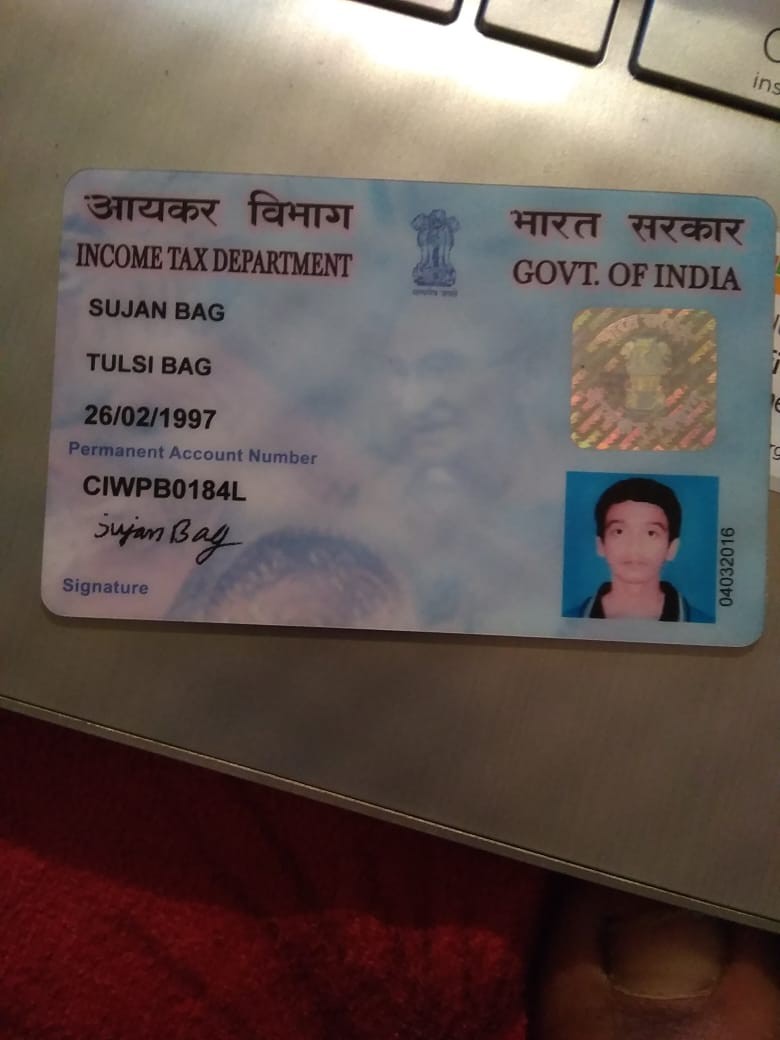 आयकर विभाग
भारत सरकार
INCOME TAX DEPARTMENT
GOVT. OF INDIA
SUJAN BAG
TULSI BAG
26/02/1997
Permanent Account Number
CIWPB0184L
Sujan Bag
Signature
04032016
ins